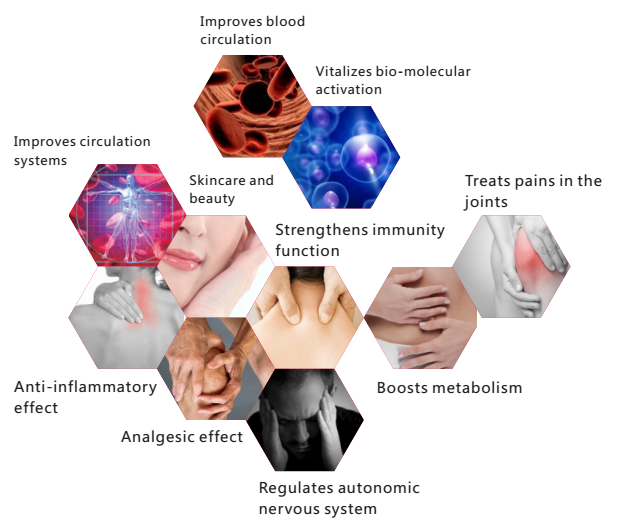 Improves blood
circulation
Vitalizes bio-molecular
activation
Improves circulation
systems
Skincare and
beauty
Treats pains in the
joints
Strengthens immunity
function
Anti-inflammatory
effect
Boosts metabolism
Analgesic effect
Regulates autonomic
nervous system